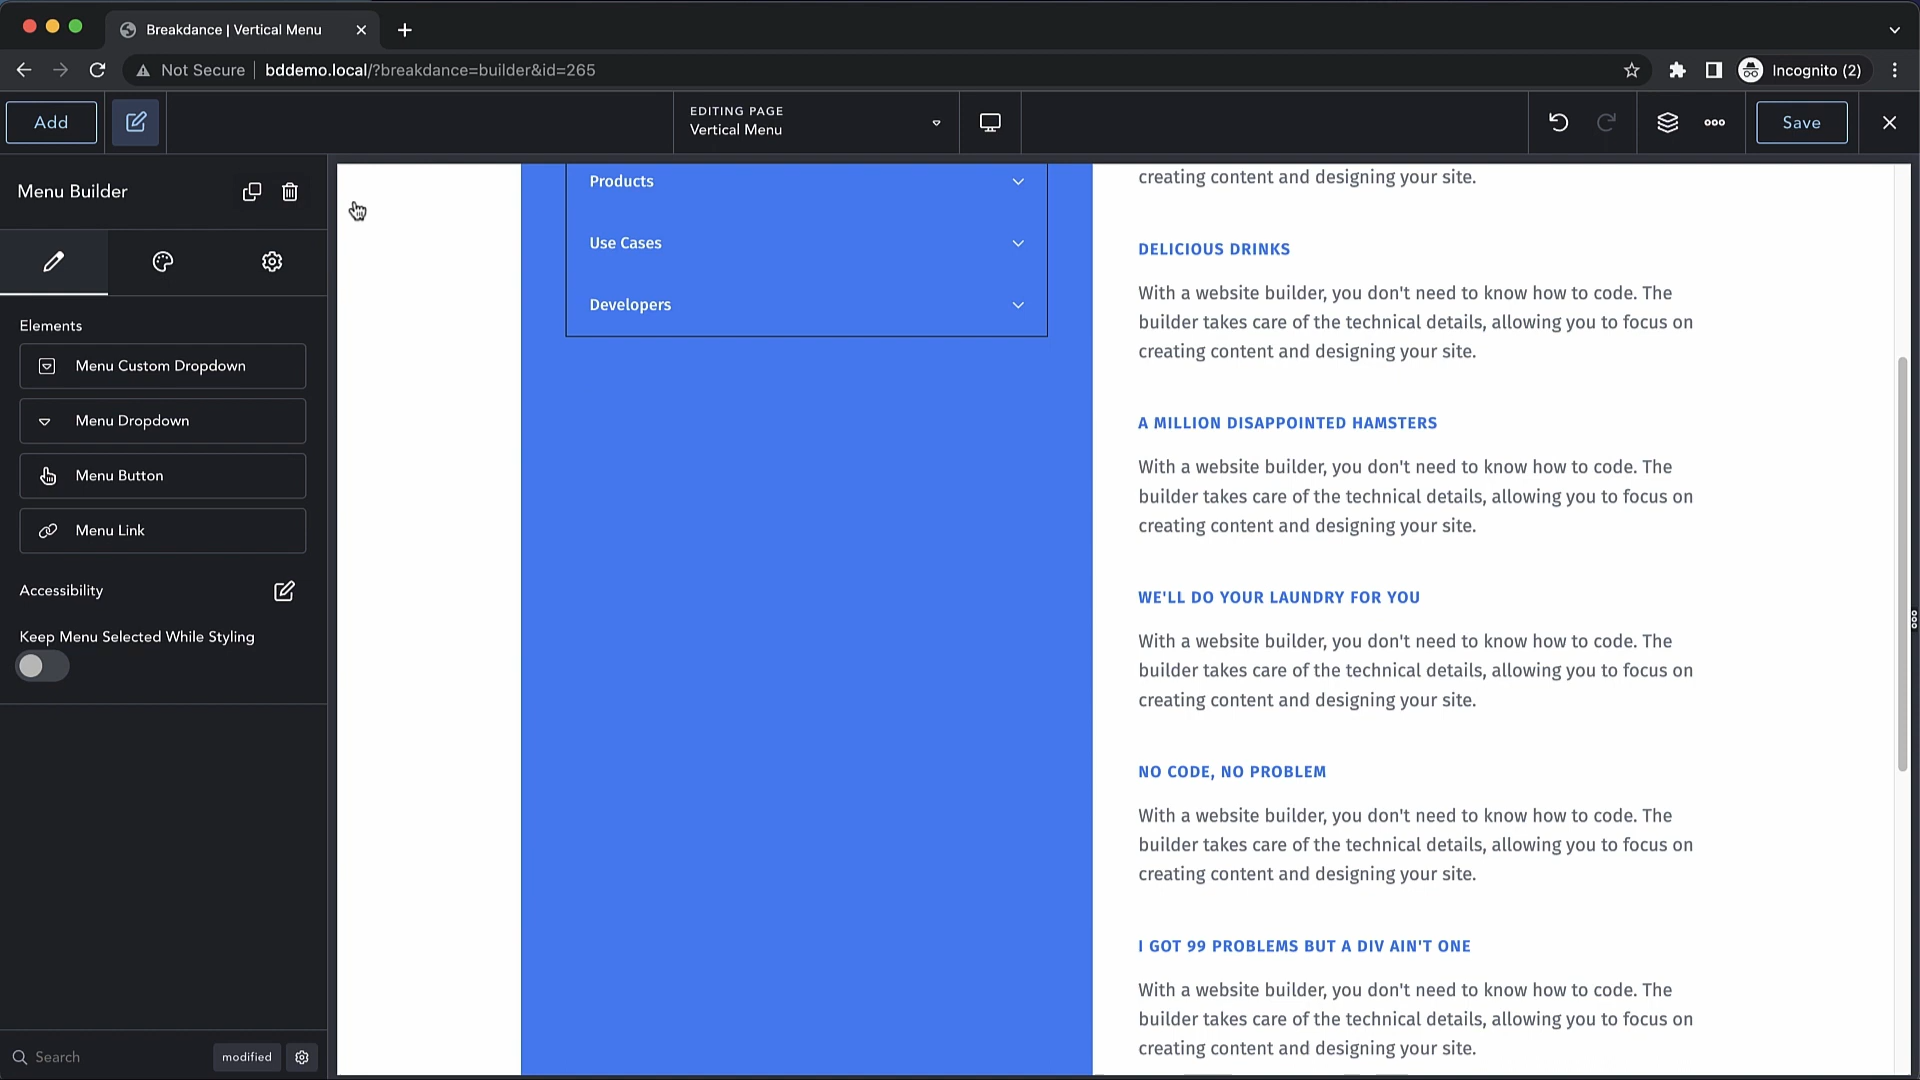 Breakdance | Vertical Menu
Not Secure
bddemo.local/?breakdance=builder&id=265
Incognito (2)
Add
EDITING PAGE
Vertical Menu
Save
Menu Builder
Elements
Menu Custom Dropdown
Menu Dropdown
Menu Button
Menu Link
Accessibility
Keep Menu Selected While Styling
Search
modified
Products
Use Cases
Developers
creating content and designing your site.
DELICIOUS DRINKS
With a website builder, you don't need to know how to code. The
builder takes care of the technical details, allowing you to focus on
creating content and designing your site.
A MILLION DISAPPOINTED HAMSTERS
With a website builder, you don't need to know how to code. The
builder takes care of the technical details, allowing you to focus on
creating content and designing your site.
WE'LL DO YOUR LAUNDRY FOR YOU
With a website builder, you don't need to know how to code. The
builder takes care of the technical details, allowing you to focus on
creating content and designing your site.
NO CODE, NO PROBLEM
With a website builder, you don't need to know how to code. The
builder takes care of the technical details, allowing you to focus on
creating content and designing your site.
I GOT 99 PROBLEMS BUT A DIV AIN'T ONE
With a website builder, you don't need to know how to code. The
builder takes care of the technical details, allowing you to focus on
creating content and designing your site.